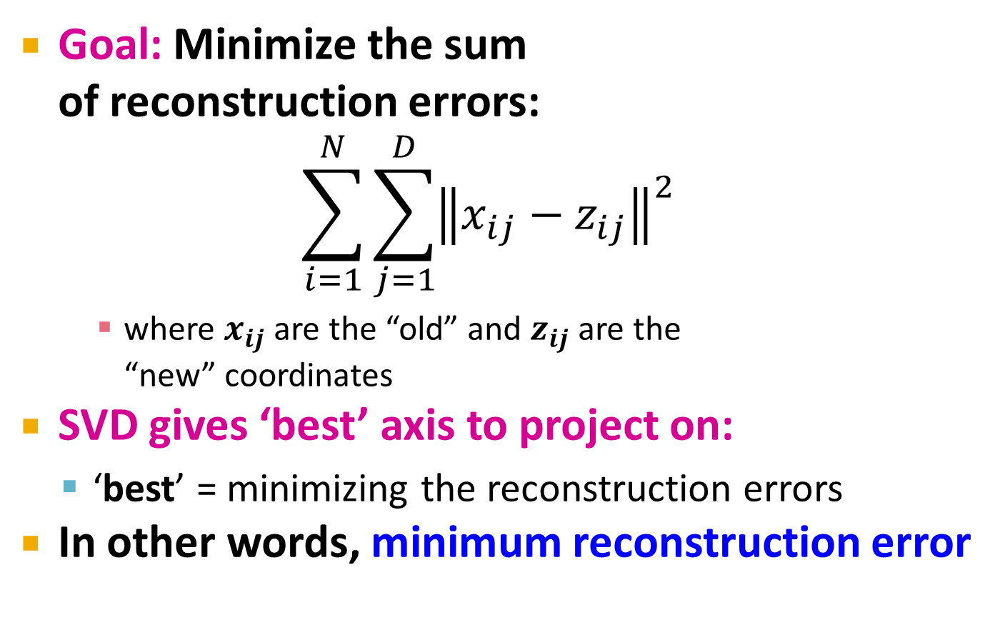 ▪ Goal: Minimize the sum
of reconstruction errors:
$$\sum_{i=1}^{N} \sum_{j=1}^{D} \left\| x_{ij} - z_{ij} \right\|^2$$
▪ where $\boldsymbol{x_{ij}}$ are the “old” and $\boldsymbol{z_{ij}}$ are the
“new” coordinates
▪ SVD gives ‘best’ axis to project on:
▪ ‘best’ = minimizing the reconstruction errors
▪ In other words, minimum reconstruction error